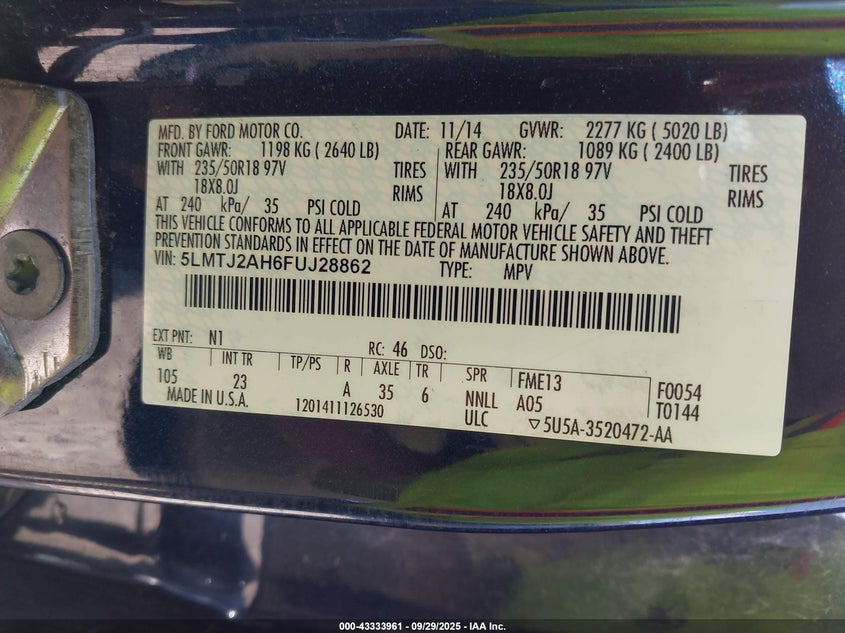 MFD. BY FORD MOTOR CO. DATE: 11/14 GVWR: 2277 KG ( 5020 LB)
FRONT GAWR: 1198 KG ( 2640 LB) REAR GAWR: 1089 KG ( 2400 LB)
WITH 235/50R18 97V TIRES WITH 235/50R18 97V TIRES
18X8.0J RIMS 18X8.0J RIMS
AT 240 kPa/ 35 PSI COLD AT 240 kPa/ 35 PSI COLD
THIS VEHICLE CONFORMS TO ALL APPLICABLE FEDERAL MOTOR VEHICLE SAFETY AND THEFT
PREVENTION STANDARDS IN EFFECT ON THE DATE OF MANUFACTURE SHOWN ABOVE.
VIN: 5LMTJ2AH6FUJ28862 TYPE: MPV
EXT PNT: N1 RC: 46 DSO:
WB INT TR TP/PS R AXLE TR SPR FME13 F0054
105 23 A 35 6 NNLL A05 T0144
MADE IN U.S.A. 1201411126530 ULC ▽5U5A-3520472-AA
000-43333961 - 09/29/2025 - IAA Inc.